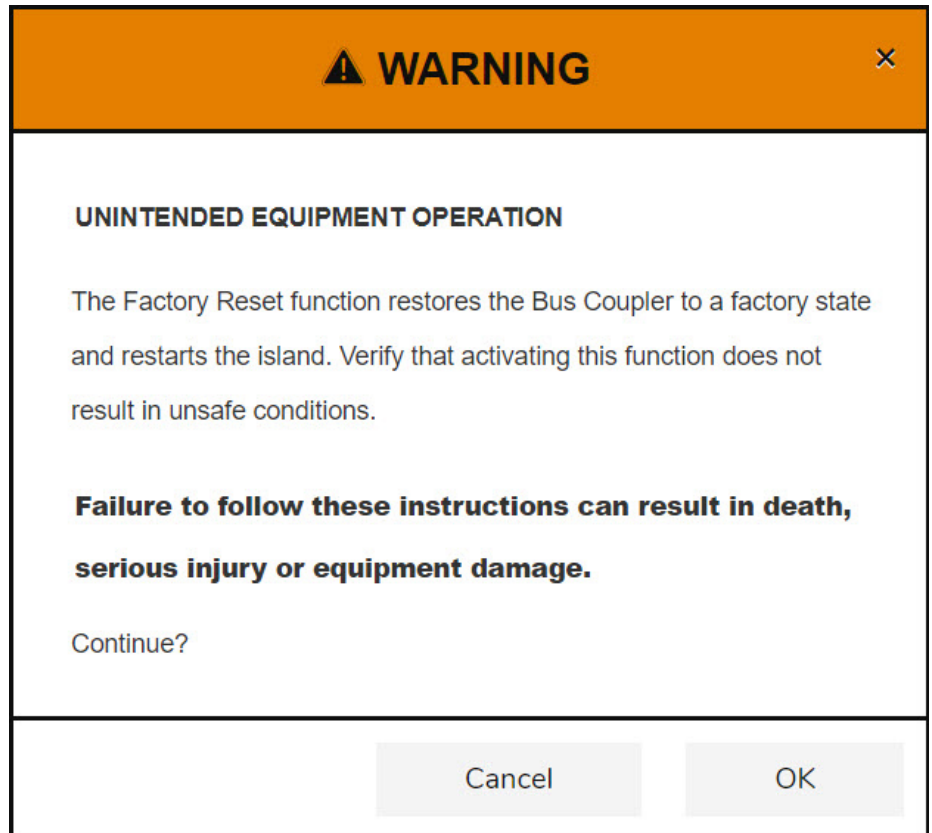 WARNING
×
UNINTENDED EQUIPMENT OPERATION
The Factory Reset function restores the Bus Coupler to a factory state
and restarts the island. Verify that activating this function does not
result in unsafe conditions.
Failure to follow these instructions can result in death,
serious injury or equipment damage.
Continue?
Cancel
OK